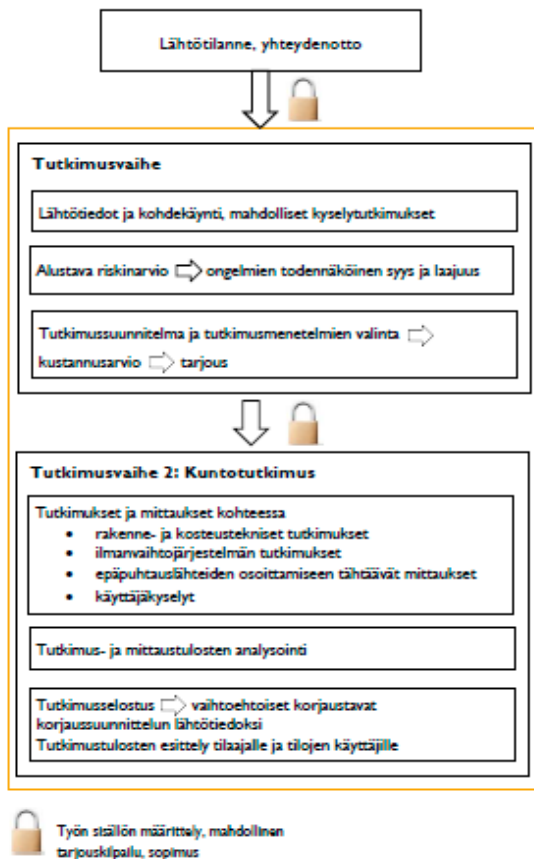 Lähtötilanne, yhteydenotto
Tutkimusvaihe
Lähtötiedot ja kohdekäynti, mahdolliset kyselytutkimukset
Alustava riskinarvio ⇨ ongelmien todennäköinen syys ja laajuus
Tutkimussuunnitelma ja tutkimusmenetelmien valinta ⇨
kustannusarvio ⇨ tarjous
Tutkimusvaihe 2: Kuntotutkimus
Tutkimukset ja mittaukset kohteessa
• rakenne- ja kosteustekniset tutkimukset
• ilmanvaihtojärjestelmän tutkimukset
• epäpuhtauslähteiden osoittamiseen tähtäävät mittaukset
• käyttäjäkyselyt
Tutkimus- ja mittaustulosten analysointi
Tutkimusselostus ⇨ vaihtoehtoiset korjaustavat
korjaussuunnittelun lähtötiedoksi
Tutkimustulosten esittely tilaajalle ja tilojen käyttäjille
Työn sisällön määrittely, mahdollinen
tarjouskilpailu, sopimus